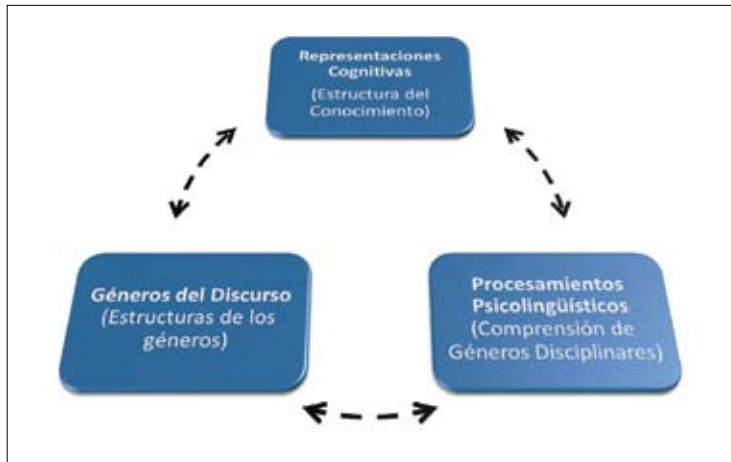 Representaciones
Cognitivas
(Estructura del
Conocimiento)
Géneros del Discurso
(Estructuras de los
géneros)
Procesamientos
Psicolingüísticos
(Comprensión de
Géneros Disciplinares)